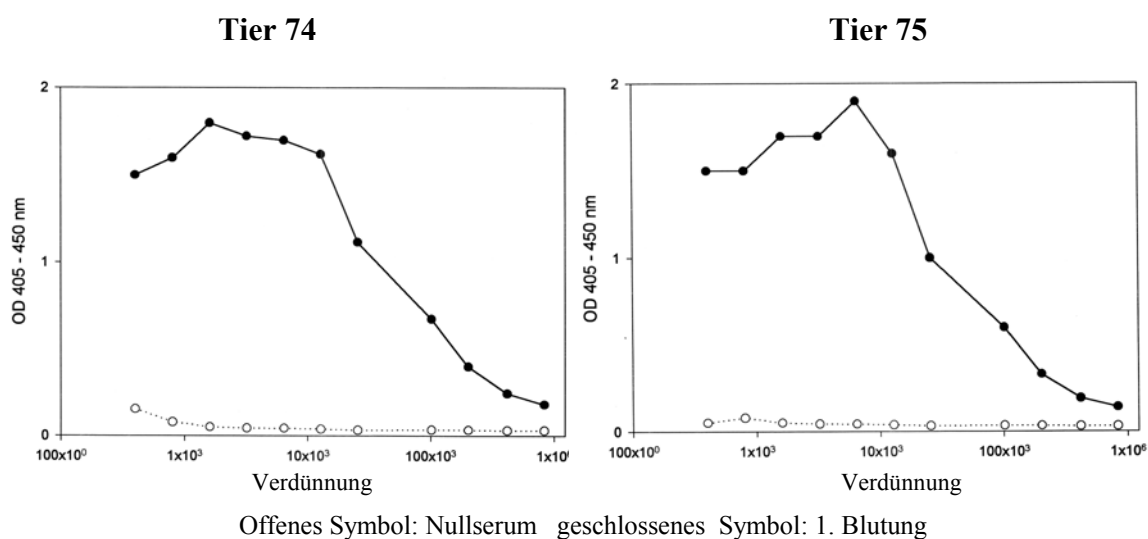 Tier 74
Tier 75
2
1
0
OD 405 - 450 nm
100x10⁰
1x10³
10x10³
100x10³
1x10⁶
Verdünnung
2
1
0
OD 405 - 450 nm
100x10⁰
1x10³
10x10³
100x10³
1x10⁶
Verdünnung
Offenes Symbol: Nullserum geschlossenes Symbol: 1. Blutung